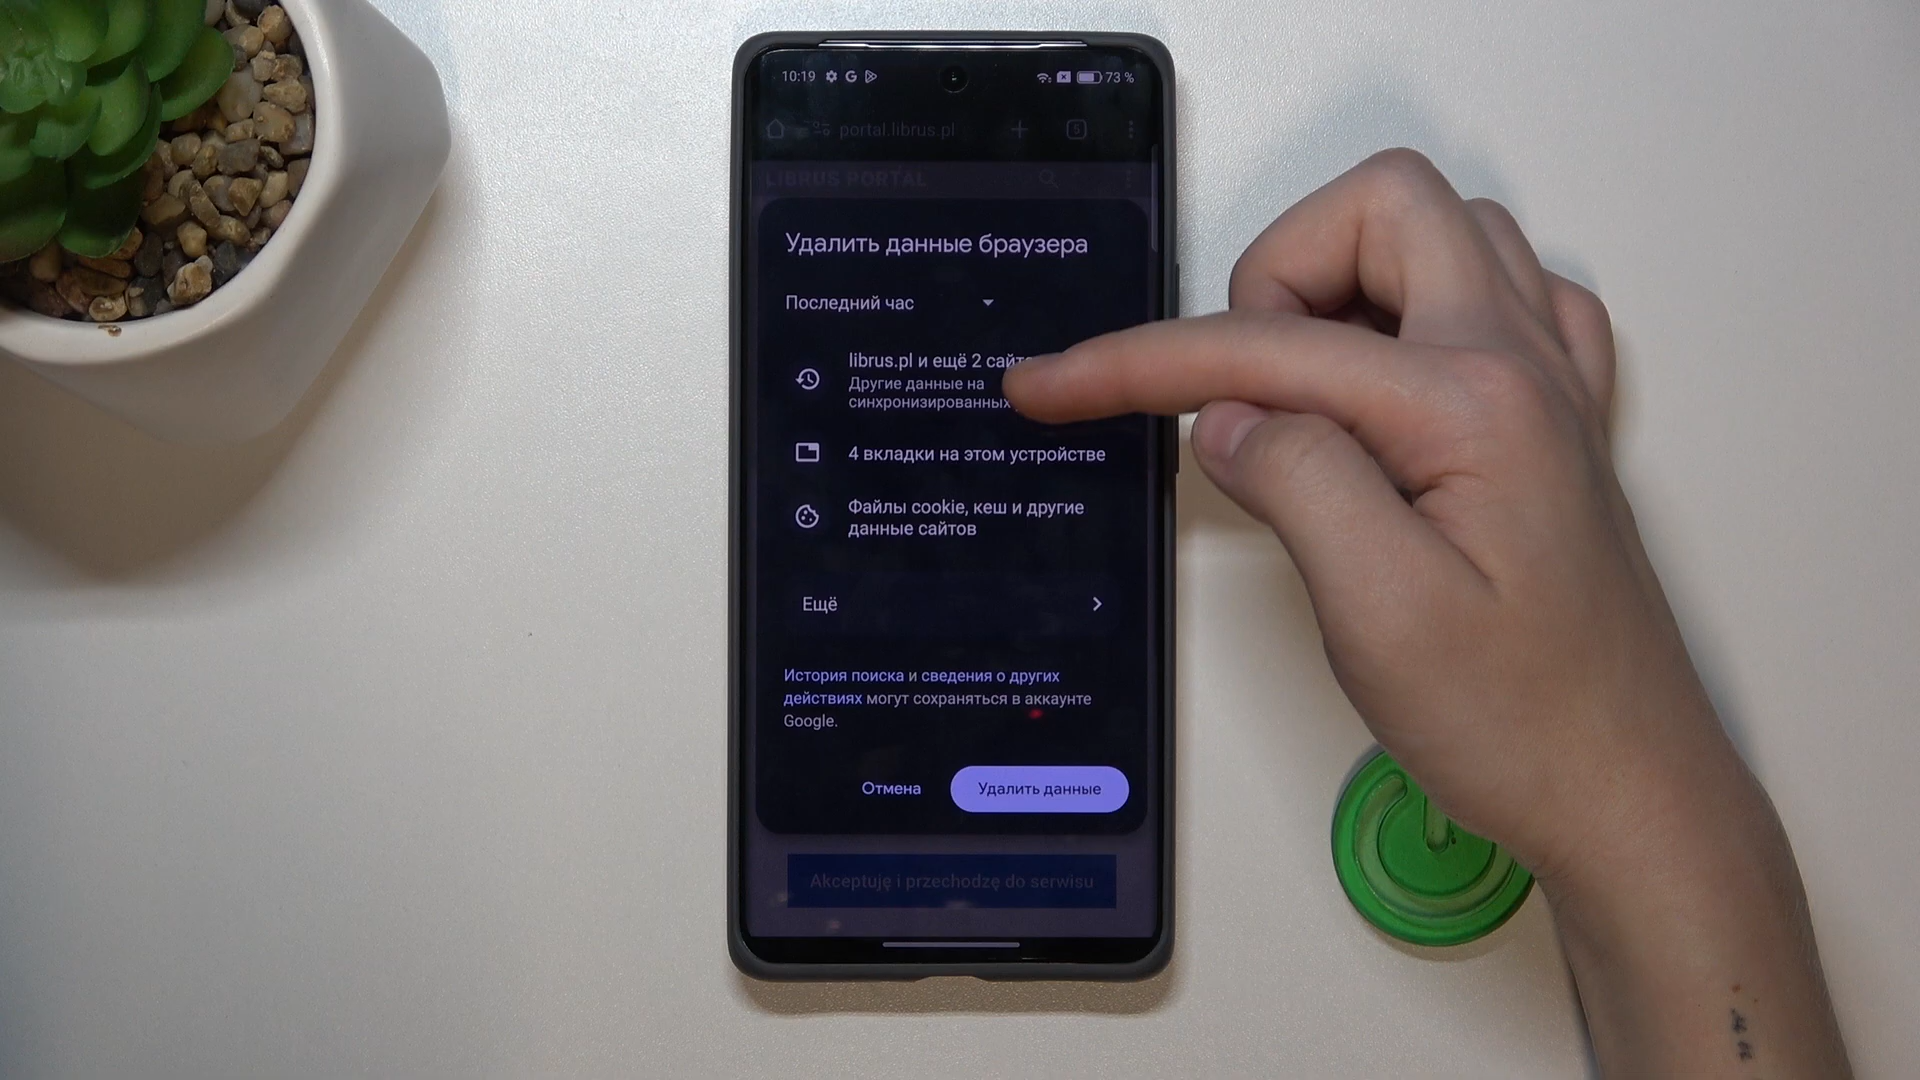 10:19 73 %
portal.librus.pl 5
LIBRUS PORTAL
Удалить данные браузера
Последний час
librus.pl и ещё 2 сайта
Другие данные на
синхронизированных
4 вкладки на этом устройстве
Файлы cookie, кеш и другие
данные сайтов
Ещё
История поиска и сведения о других
действиях могут сохраняться в аккаунте
Google.
Отмена Удалить данные
Akceptuję i przechodzę do serwisu